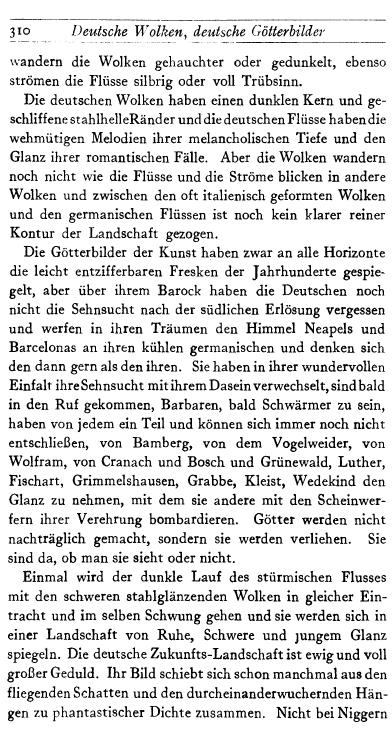 310 Deutsche Wolken, deutsche Götterbilder
wandern die Wolken gehauchter oder gedunkelt, ebenso
strömen die Flüsse silbrig oder voll Trübsinn.
Die deutschen Wolken haben einen dunklen Kern und ge-
schliffene stahlhelle Ränder und die deutschen Flüsse haben die
wehmütigen Melodien ihrer melancholischen Tiefe und den
Glanz ihrer romantischen Fälle. Aber die Wolken wandern
noch nicht wie die Flüsse und die Ströme blicken in andere
Wolken und zwischen den oft italienisch geformten Wolken
und den germanischen Flüssen ist noch kein klarer reiner
Kontur der Landschaft gezogen.
Die Götterbilder der Kunst haben zwar an alle Horizonte
die leicht entzifferbaren Fresken der Jahrhunderte gespie-
gelt, aber über ihrem Barock haben die Deutschen noch
nicht die Sehnsucht nach der südlichen Erlösung vergessen
und werfen in ihren Träumen den Himmel Neapels und
Barcelonas an ihren kühlen germanischen und denken sich
den dann gern als den ihren. Sie haben in ihrer wundervollen
Einfalt ihre Sehnsucht mit ihrem Dasein verwechselt, sind bald
in den Ruf gekommen, Barbaren, bald Schwärmer zu sein,
haben von jedem ein Teil und können sich immer noch nicht
entschließen, von Bamberg, von dem Vogelweider, von
Wolfram, von Cranach und Bosch und Grünewald, Luther,
Fischart, Grimmelshausen, Grabbe, Kleist, Wedekind den
Glanz zu nehmen, mit dem sie andere mit den Scheinwer-
fern ihrer Verehrung bombardieren. Götter werden nicht
nachträglich gemacht, sondern sie werden verliehen. Sie
sind da, ob man sie sieht oder nicht.
Einmal wird der dunkle Lauf des stürmischen Flusses
mit den schweren stahlglänzenden Wolken in gleicher Ein-
tracht und im selben Schwung gehen und sie werden sich in
einer Landschaft von Ruhe, Schwere und jungem Glanz
spiegeln. Die deutsche Zukunfts-Landschaft ist ewig und voll
großer Geduld. Ihr Bild schiebt sich schon manchmal aus den
fliegenden Schatten und den durcheinanderwuchernden Hän-
gen zu phantastischer Dichte zusammen. Nicht bei Niggern